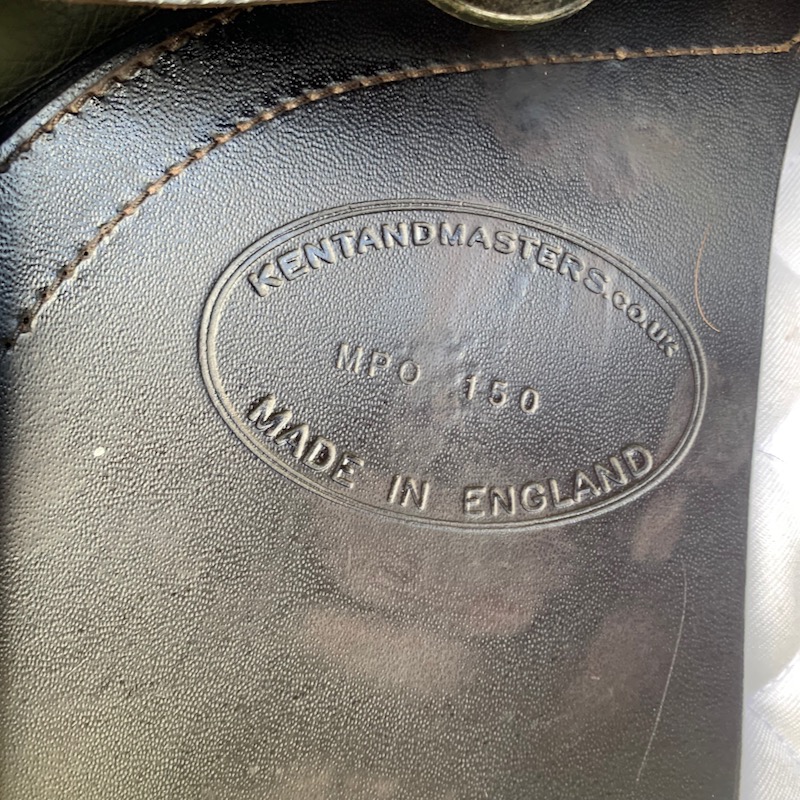 KENTANDMASTERS.CO.UK
MPO 150
MADE IN ENGLAND